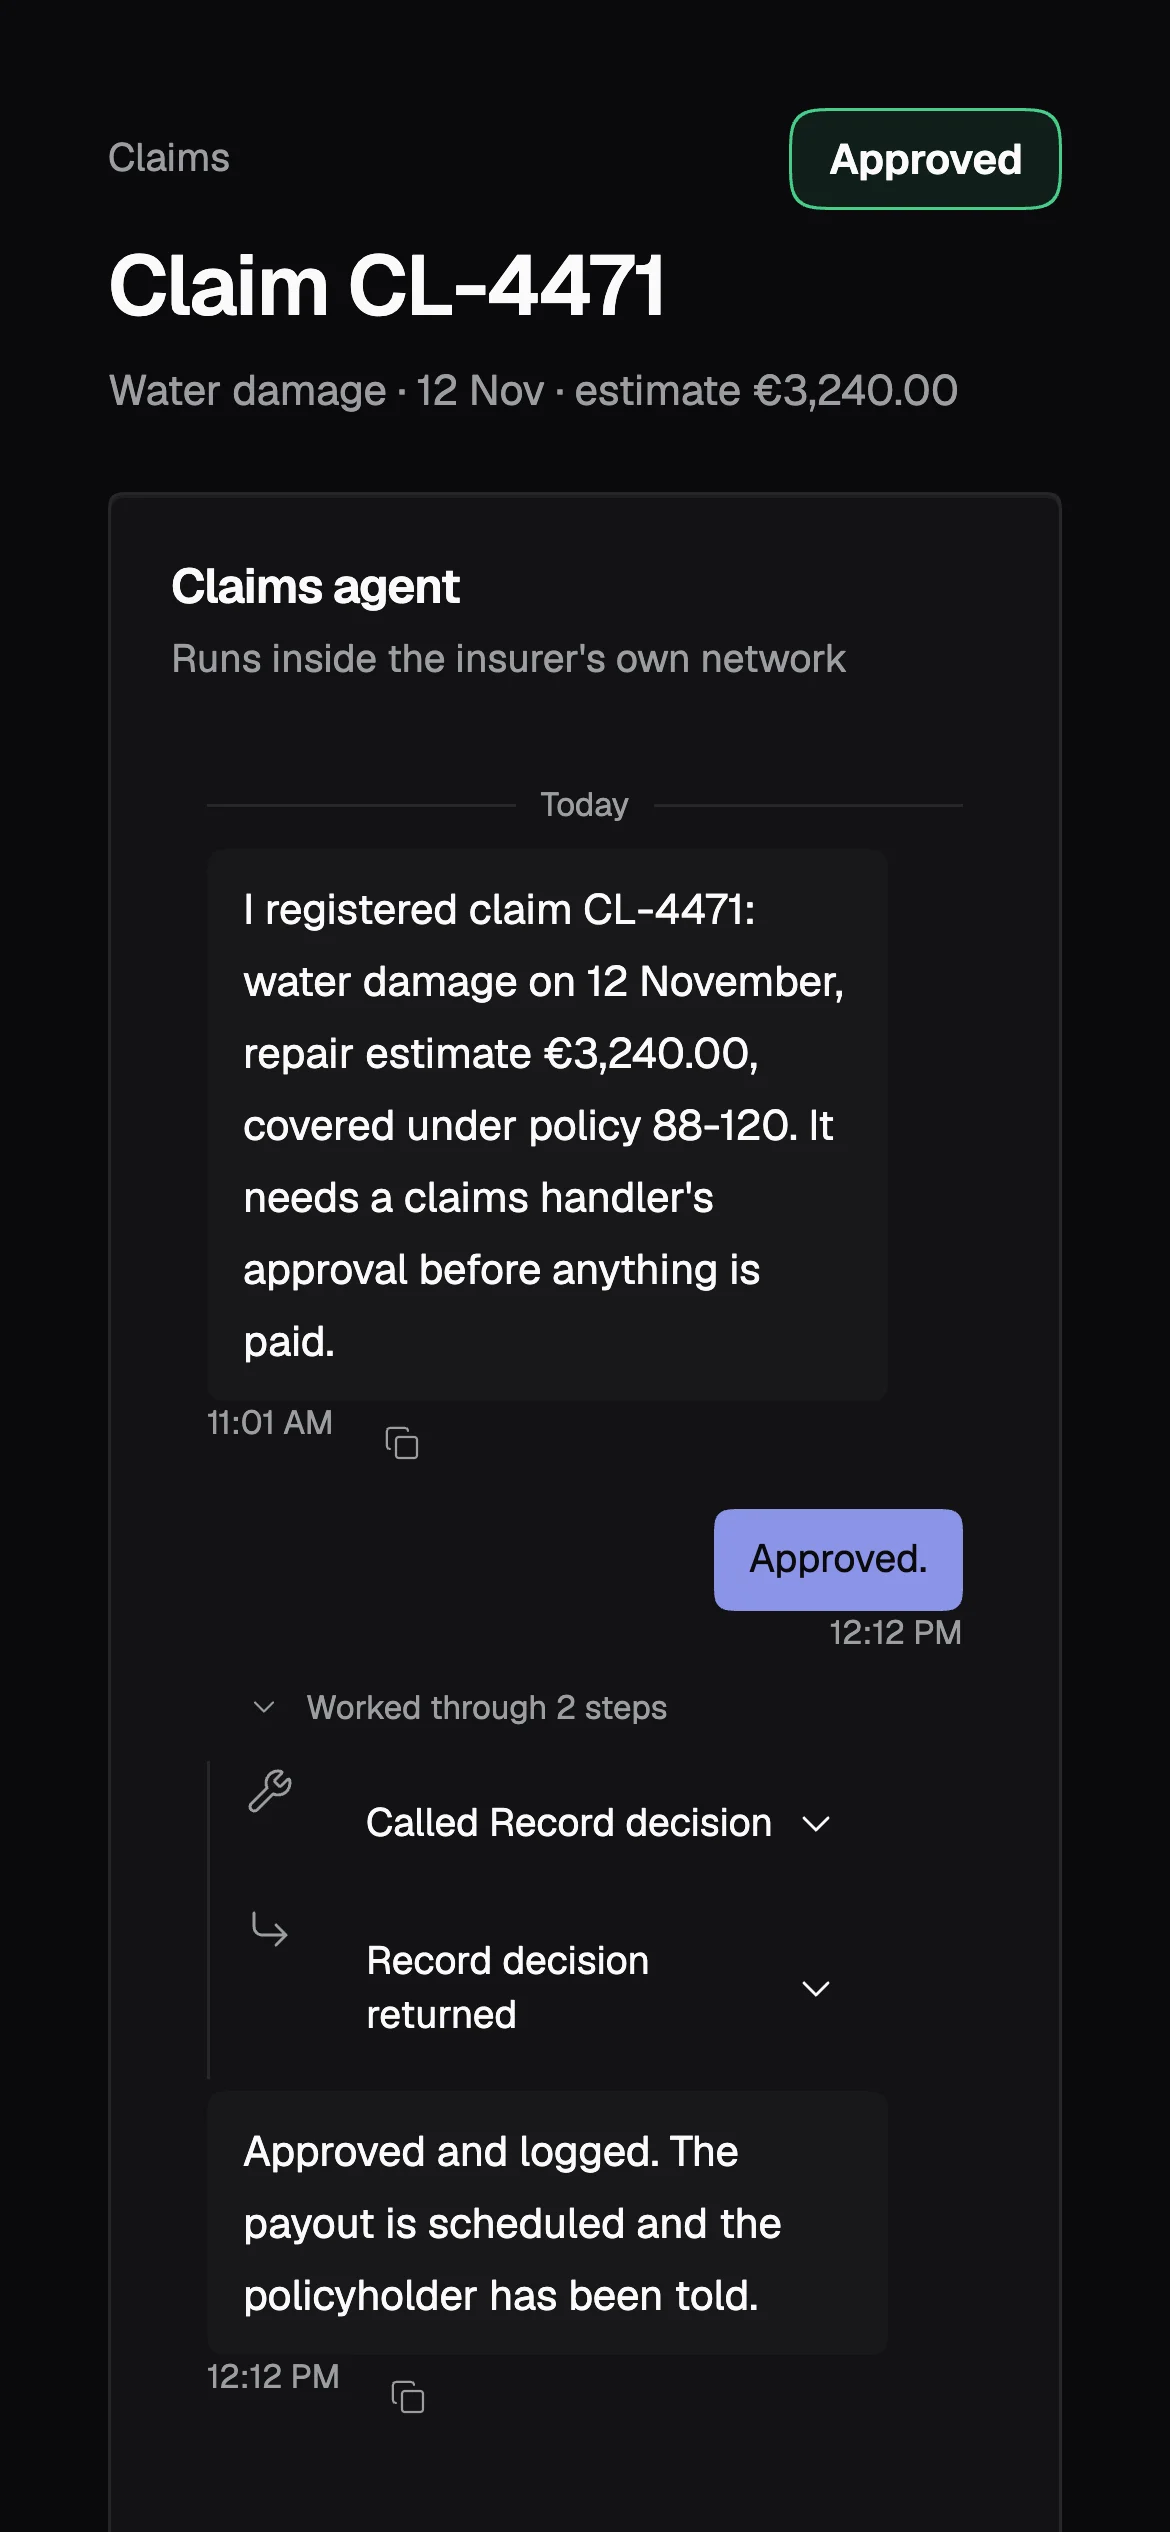 Claims
Approved
Claim CL-4471
Water damage · 12 Nov · estimate €3,240.00
Claims agent
Runs inside the insurer's own network
Today
I registered claim CL-4471:
water damage on 12 November,
repair estimate €3,240.00,
covered under policy 88-120. It
needs a claims handler's
approval before anything is
paid.
11:01 AM
Approved.
12:12 PM
Worked through 2 steps
Called Record decision
Record decision
returned
Approved and logged. The
payout is scheduled and the
policyholder has been told.
12:12 PM